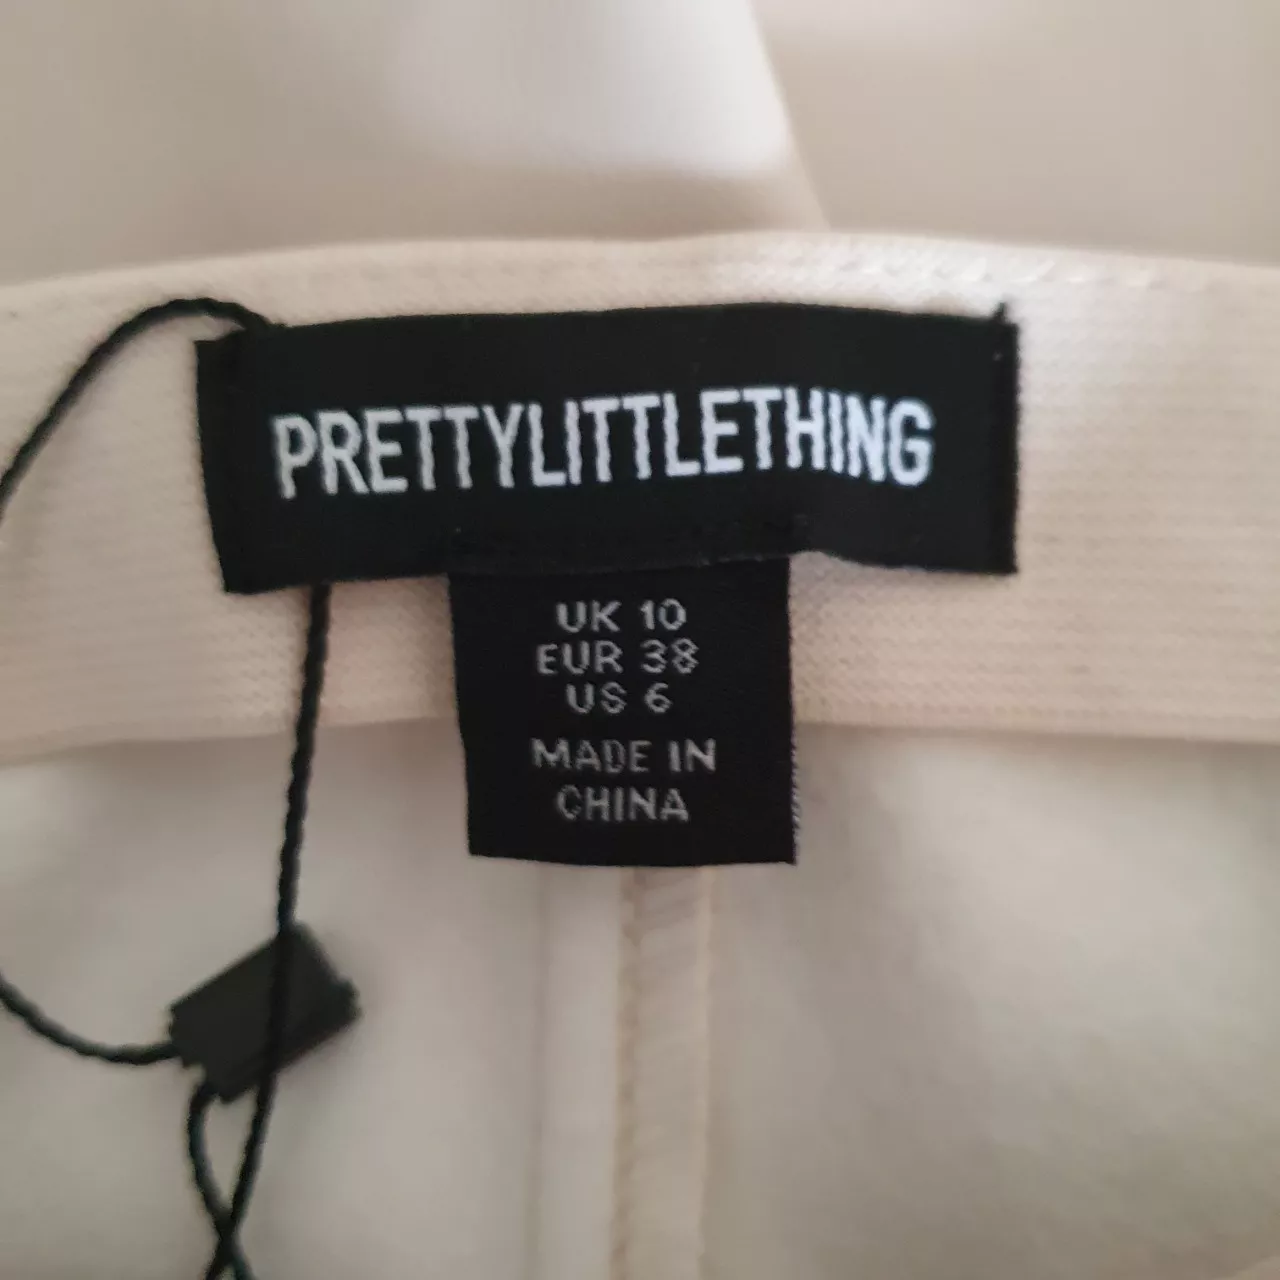 PRETTYLITTLETHING
UK 10
EUR 38
US 6
MADE IN
CHINA